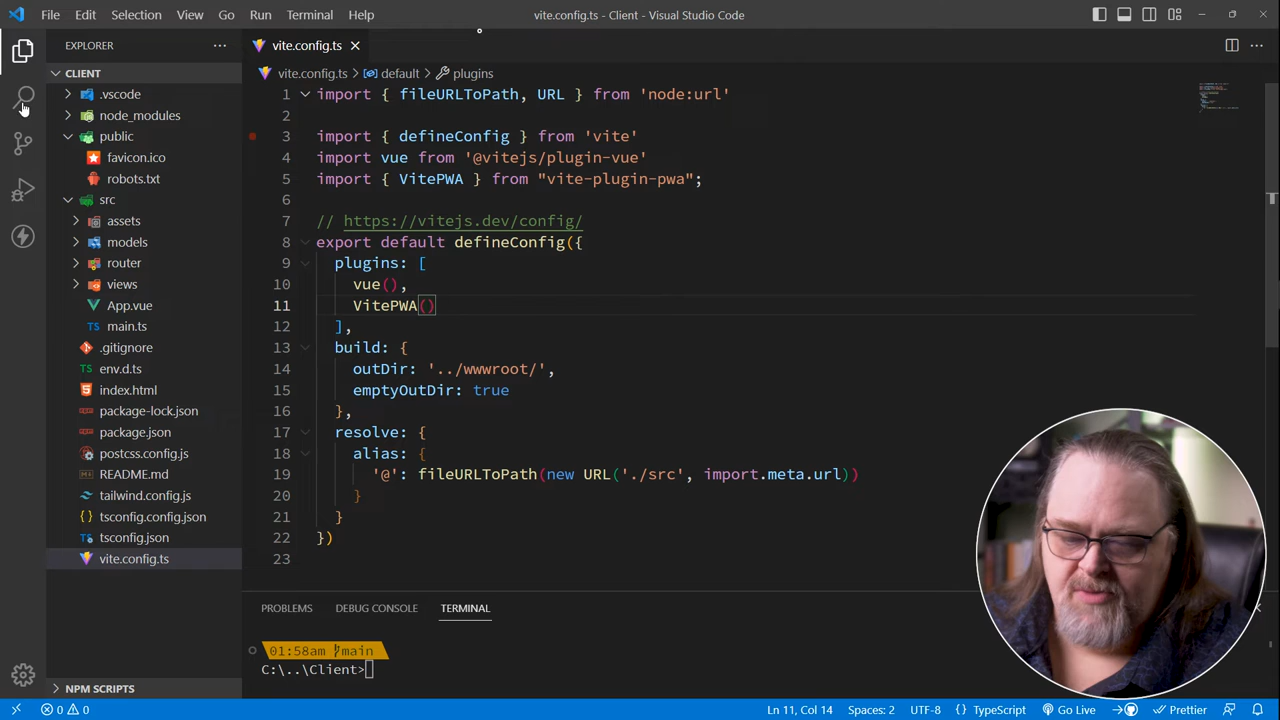 File Edit Selection View Go Run Terminal Help
vite.config.ts - Client - Visual Studio Code
EXPLORER
CLIENT
.vscode
node_modules
public
favicon.ico
robots.txt
src
assets
models
router
views
App.vue
TS main.ts
.gitignore
TS env.d.ts
index.html
package-lock.json
package.json
postcss.config.js
README.md
tailwind.config.js
{} tsconfig.config.json
tsconfig.json
vite.config.ts
NPM SCRIPTS
vite.config.ts
vite.config.ts > default > plugins
1 import { fileURLToPath, URL } from 'node:url'
2
3 import { defineConfig } from 'vite'
4 import vue from '@vitejs/plugin-vue'
5 import { VitePWA } from "vite-plugin-pwa";
6
7 // https://vitejs.dev/config/
8 export default defineConfig({
9 plugins: [
10 vue(),
11 VitePWA()
12 ],
13 build: {
14 outDir: '../wwwroot/',
15 emptyOutDir: true
16 },
17 resolve: {
18 alias: {
19 '@': fileURLToPath(new URL('./src', import.meta.url))
20 }
21 }
22 })
23
PROBLEMS DEBUG CONSOLE TERMINAL
01:58am main
C:\..\Client>
0 0
Ln 11, Col 14 Spaces: 2 UTF-8 {} TypeScript Go Live Prettier